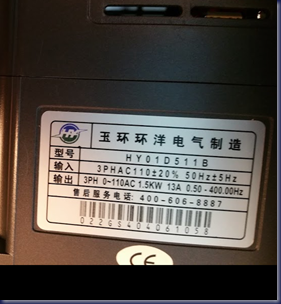 玉环环洋电气制造
型号 HY01D511B
输入 3PHAC110±20% 50Hz±5Hz
输出 3PH 0~110AC 1.5KW 13A 0.50-400.00Hz
售后服务电话: 400-606-8887
022GS404061058
CE